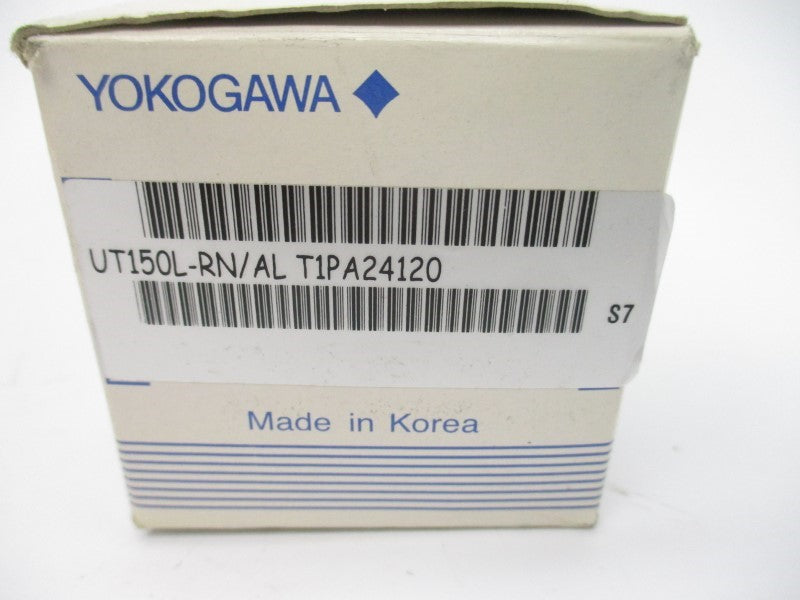 YOKOGAWA
UT150L-RN/AL T1PA24120
S7
Made in Korea